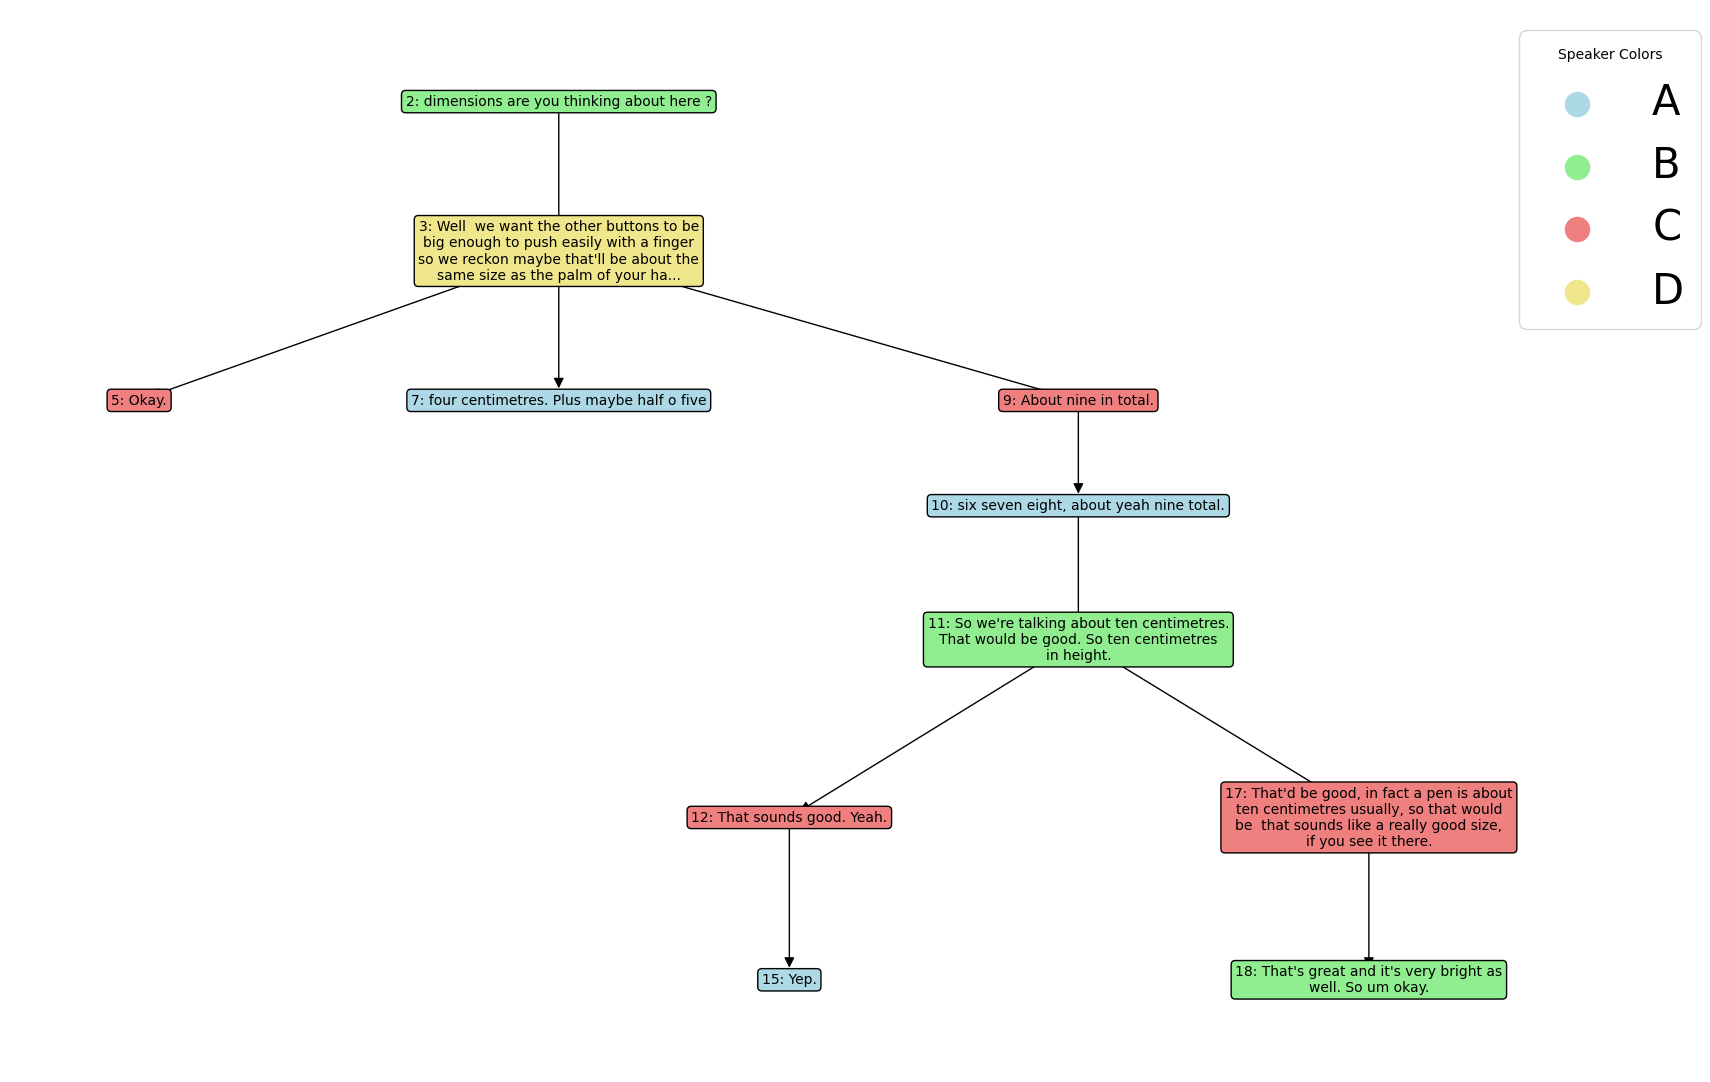 Speaker Colors
A
B
C
D
2: dimensions are you thinking about here ?
3: Well  we want the other buttons to be
big enough to push easily with a finger
so we reckon maybe that'll be about the
same size as the palm of your ha...
5: Okay.
7: four centimetres. Plus maybe half o five
9: About nine in total.
10: six seven eight, about yeah nine total.
11: So we're talking about ten centimetres.
That would be good. So ten centimetres
in height.
12: That sounds good. Yeah.
17: That'd be good, in fact a pen is about
ten centimetres usually, so that would
be  that sounds like a really good size,
if you see it there.
15: Yep.
18: That's great and it's very bright as
well. So um okay.